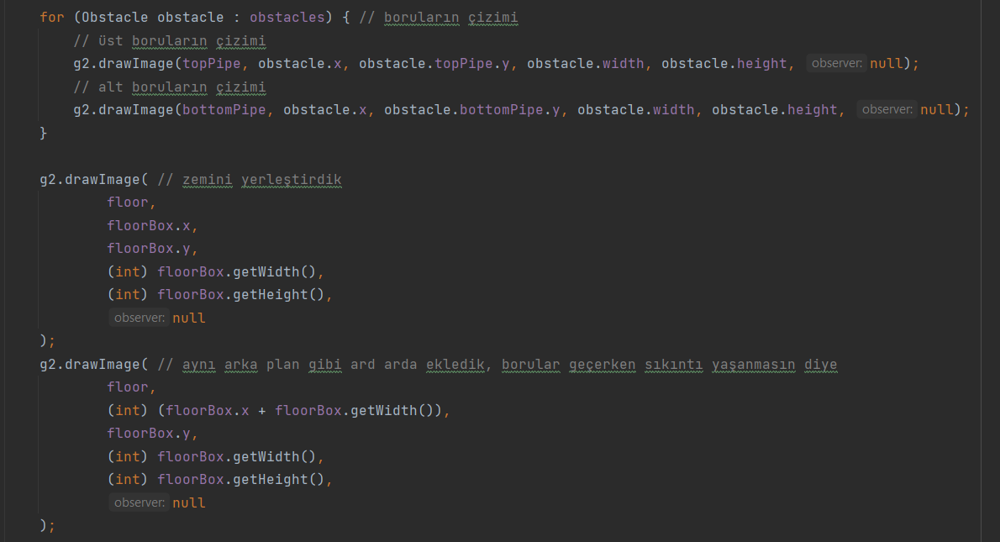 for (Obstacle obstacle : obstacles) { // boruların çizimi
// üst boruların çizimi
g2.drawImage(topPipe, obstacle.x, obstacle.topPipe.y, obstacle.width, obstacle.height, observer: null);
// alt boruların çizimi
g2.drawImage(bottomPipe, obstacle.x, obstacle.bottomPipe.y, obstacle.width, obstacle.height, observer: null);
}
g2.drawImage( // zemini yerleştirdik
floor,
floorBox.x,
floorBox.y,
(int) floorBox.getWidth(),
(int) floorBox.getHeight(),
observer: null
);
g2.drawImage( // aynı arka plan gibi ard arda ekledik, borular geçerken sıkıntı yaşanmasın diye
floor,
(int) (floorBox.x + floorBox.getWidth()),
floorBox.y,
(int) floorBox.getWidth(),
(int) floorBox.getHeight(),
observer: null
);